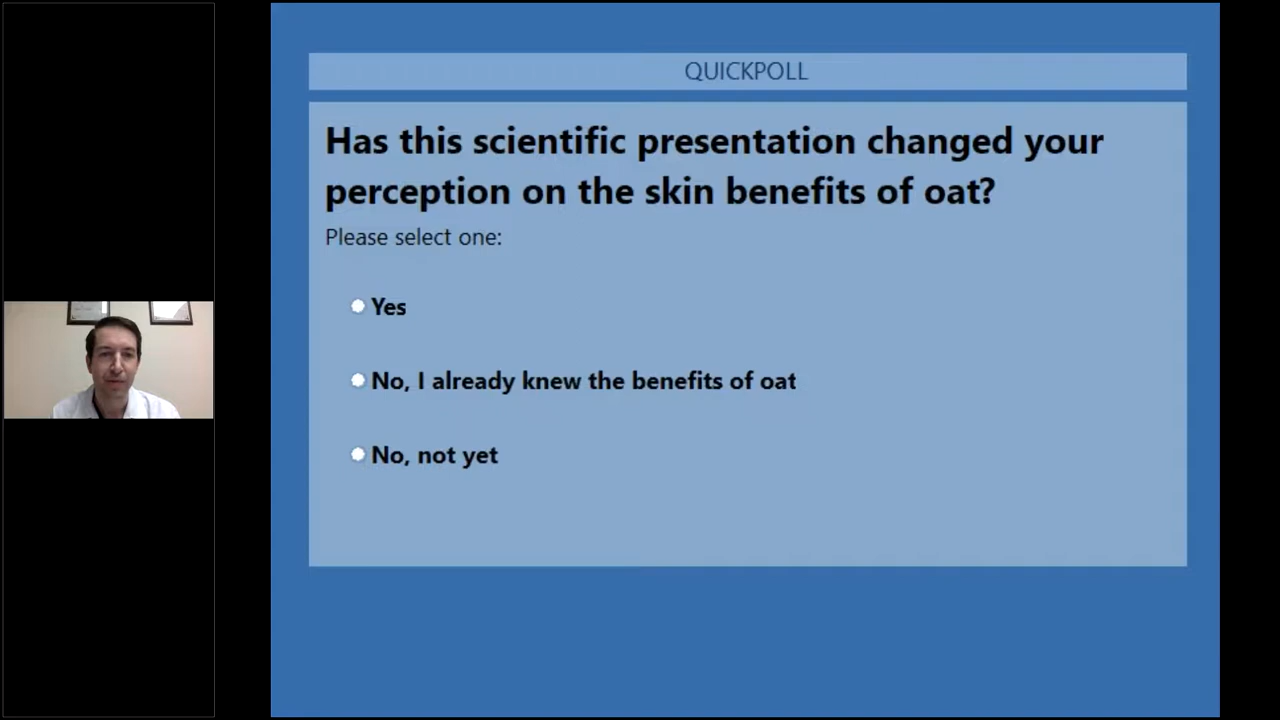 QUICKPOLL
Has this scientific presentation changed your
perception on the skin benefits of oat?
Please select one:
Yes
No, I already knew the benefits of oat
No, not yet